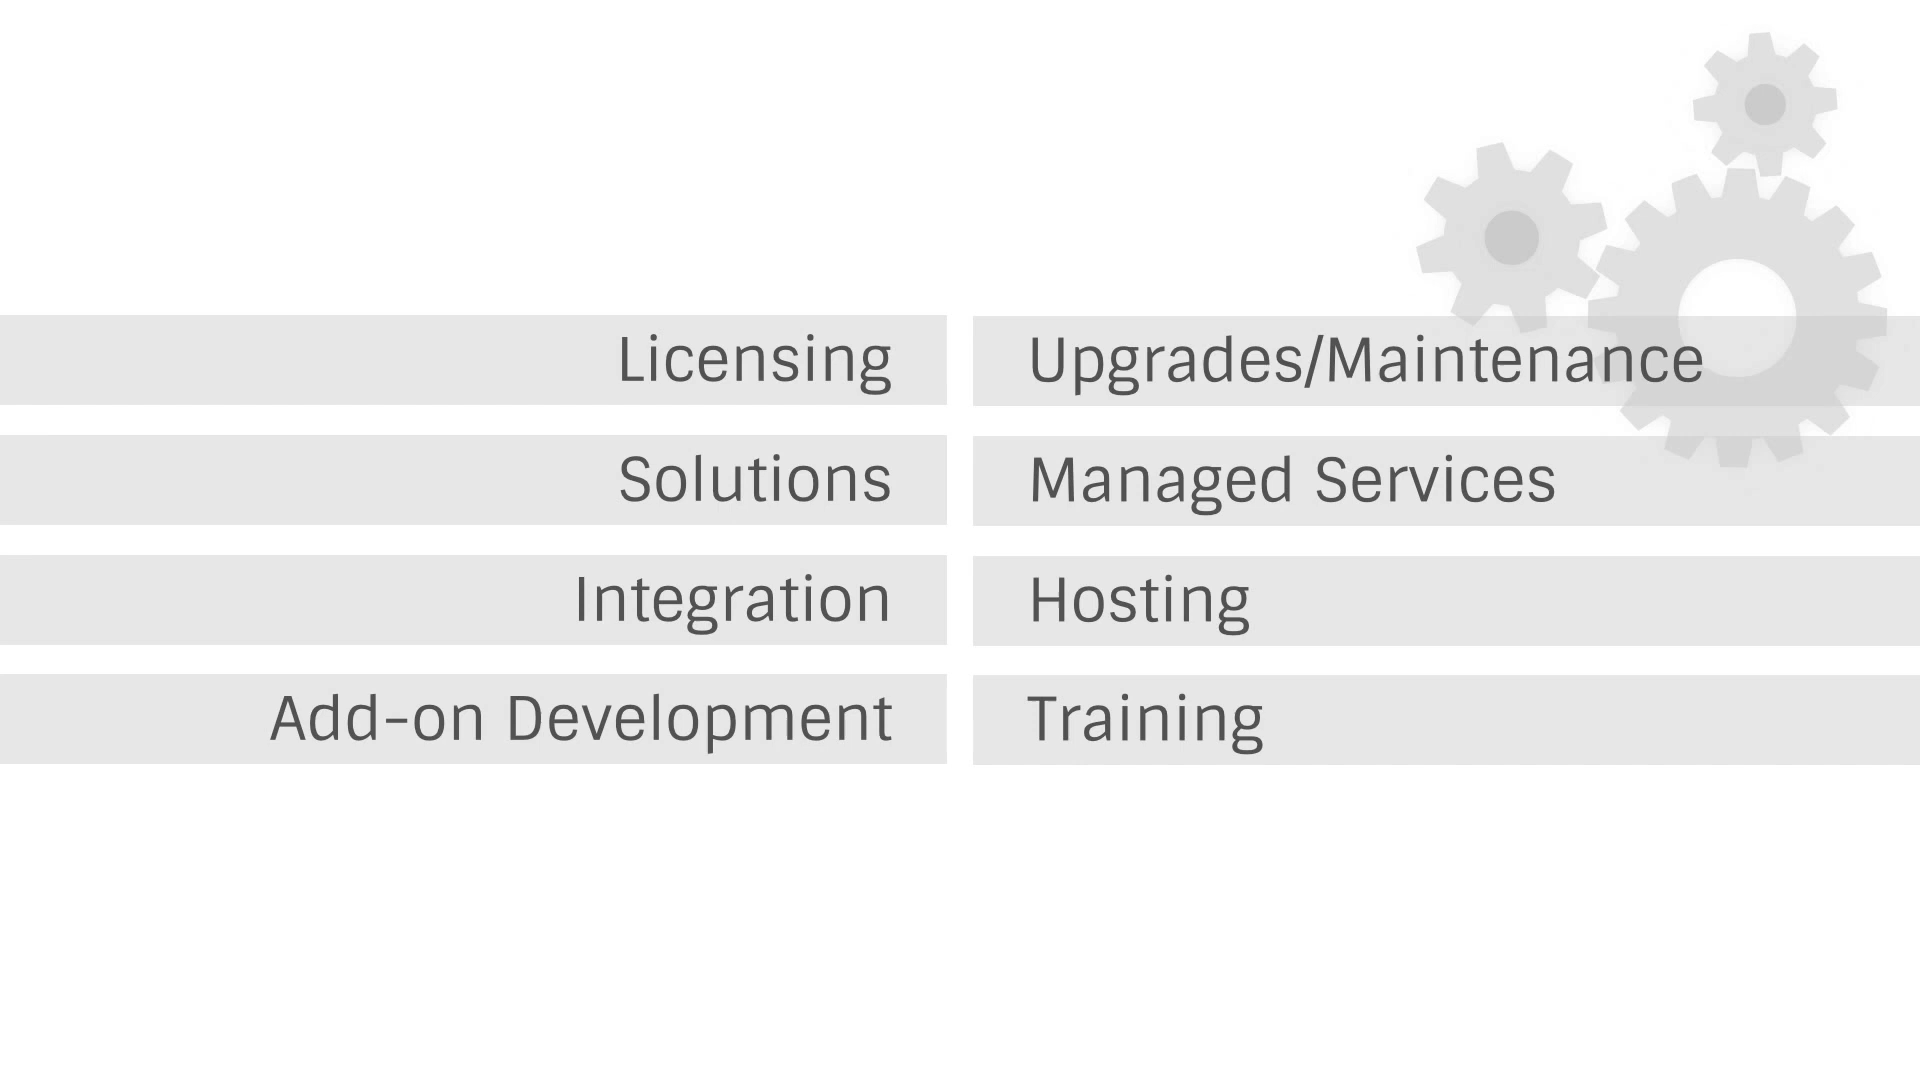 Licensing
Solutions
Integration
Add-on Development
Upgrades/Maintenance
Managed Services
Hosting
Training